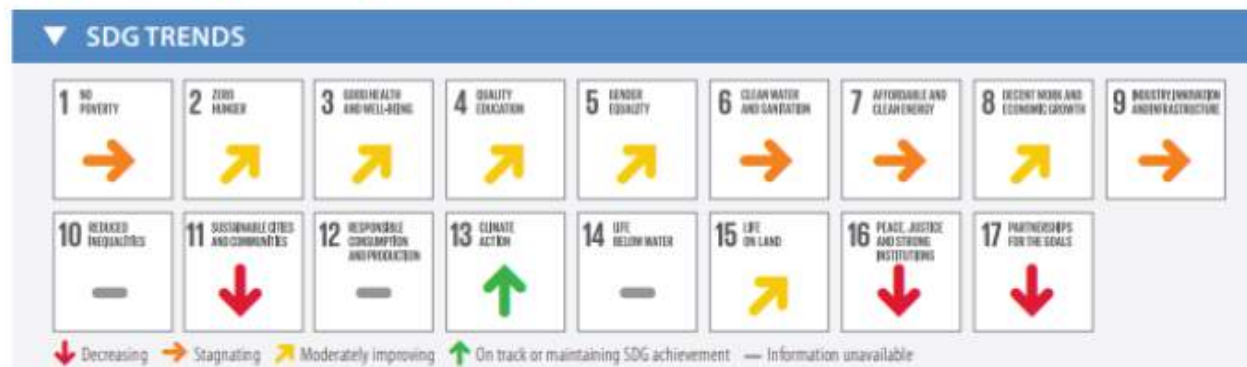 SDG TRENDS
1 NO POVERTY
2 ZERO HUNGER
3 GOOD HEALTH AND WELL-BEING
4 QUALITY EDUCATION
5 GENDER EQUALITY
6 CLEAN WATER AND SANITATION
7 AFFORDABLE AND CLEAN ENERGY
8 DECENT WORK AND ECONOMIC GROWTH
9 INDUSTRY, INNOVATION AND INFRASTRUCTURE
10 REDUCED INEQUALITIES
11 SUSTAINABLE CITIES AND COMMUNITIES
12 RESPONSIBLE CONSUMPTION AND PRODUCTION
13 CLIMATE ACTION
14 LIFE BELOW WATER
15 LIFE ON LAND
16 PEACE, JUSTICE AND STRONG INSTITUTIONS
17 PARTNERSHIPS FOR THE GOALS
Decreasing Stagnating Moderately improving On track or maintaining SDG achievement Information unavailable